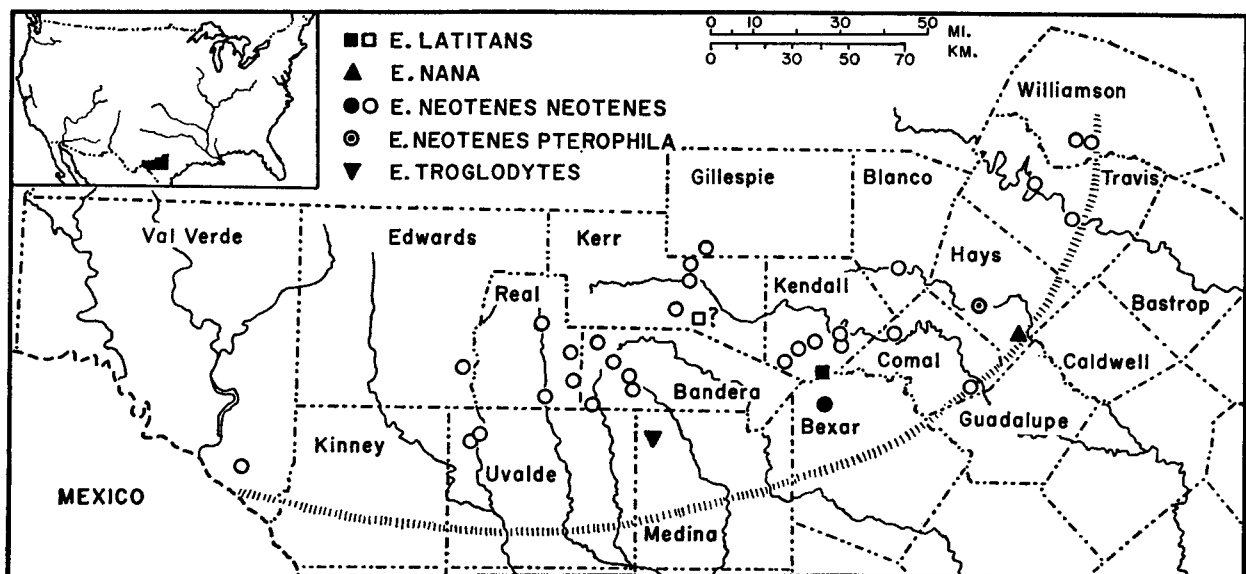 0 10 30 50 MI.
0 30 40 70 KM.
E. LATITANS
E. NANA
E. NEOTENES NEOTENES
E. NEOTENES PTEROPHILA
E. TROGLODYTES
Williamson
Gillespie
Blanco
Travis
Val Verde
Edwards
Kerr
Hays
Real
Kendall
Bastrop
?
Comal
Caldwell
Bandera
Guadalupe
Bexar
Kinney
Uvalde
MEXICO
Medina